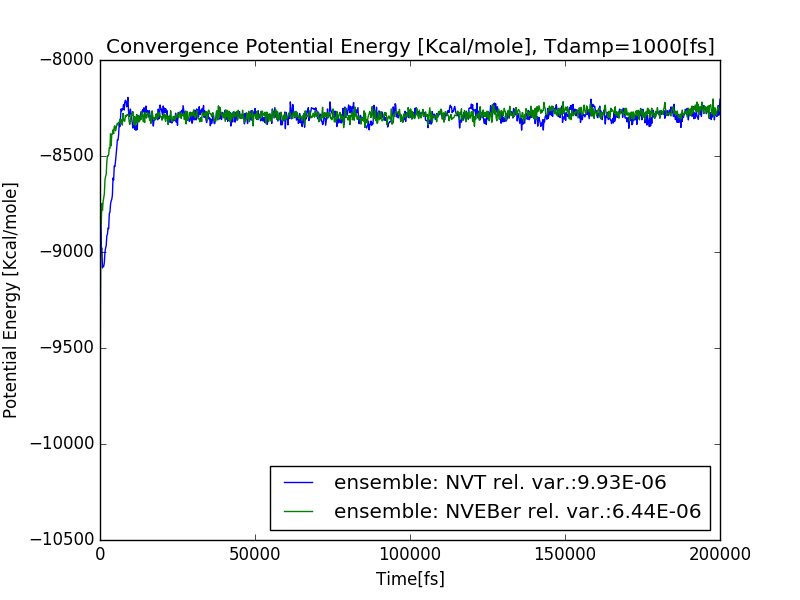 Convergence Potential Energy [Kcal/mole], Tdamp=1000[fs]
Potential Energy [Kcal/mole]
−8000
−8500
−9000
−9500
−10000
−10500
ensemble: NVT rel. var.:9.93E-06
ensemble: NVEBer rel. var.:6.44E-06
0 50000 100000 150000 200000
Time[fs]